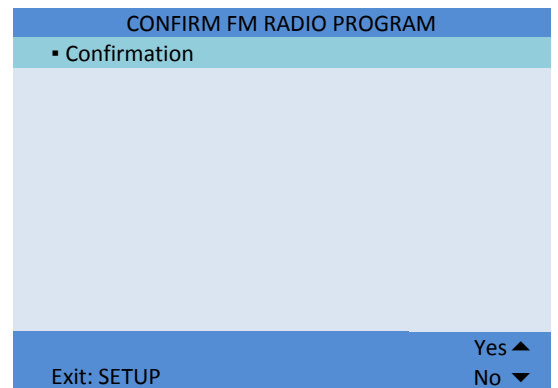 CONFIRM FM RADIO PROGRAM
▪ Confirmation
Yes ▲
Exit: SETUP No ▼